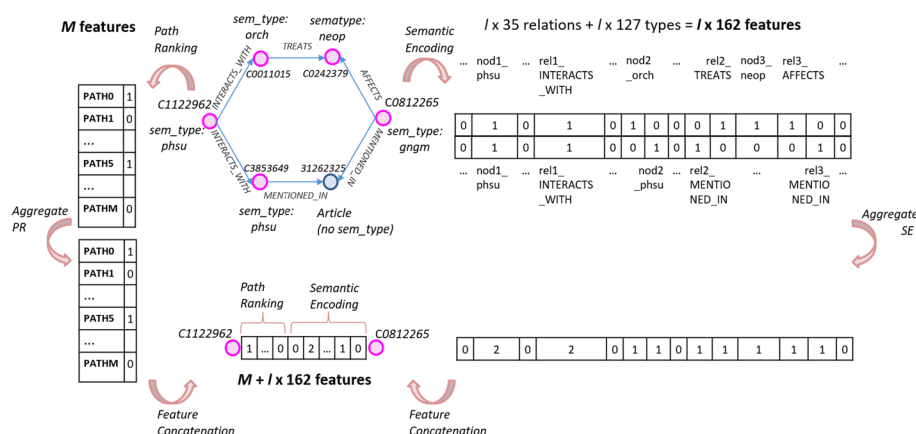 M features
Path
Ranking
sem_type:
orch
sematype:
neop
TREATS
C0011015
C0242379
INTERACTS_WITH
AFFECTS
C1122962
C0812265
sem_type:
phsu
sem_type:
gngm
INTERACTS_WITH
MENTIONED_IN
C3853649
31262325
MENTIONED_IN
sem_type:
phsu
Article
(no sem_type)
Semantic
Encoding
l x 35 relations + l x 127 types = l x 162 features
... nod1_ ... rel1_ ... nod2 ... rel2_ nod3_ rel3_ ...
phsu INTERACTS _orch TREATS neop AFFECTS
_WITH
0 1 0 1 0 1 0 0 0 0 1 1 1 0 0
0 1 0 1 0 0 1 0 1 0 0 0 0 1 0
... nod1_ ... rel1_ ... nod2 ... rel2_ ... rel3_ ...
phsu INTERACTS _phsu MENTIO MENTIO
_WITH NED_IN NED_IN
PATH0 1
PATH1 0
...
PATH5 1
...
PATHM 0
Aggregate
PR
PATH0 1
PATH1 0
...
PATH5 1
...
PATHM 0
Aggregate
SE
Path
Ranking
Semantic
Encoding
C1122962
C0812265
1 ... 0 0 2 ... 1 0
M + l x 162 features
0 2 0 2 0 1 1 0 1 1 1 1 1 1 0
Feature
Concatenation
Feature
Concatenation